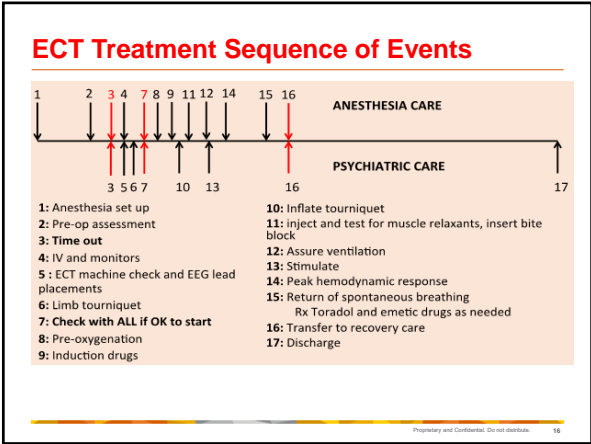 ECT Treatment Sequence of Events
1 2 3 4 7 8 9 11 12 14 15 16
ANESTHESIA CARE
PSYCHIATRIC CARE
3 5 6 7 10 13 16 17
1: Anesthesia set up
2: Pre-op assessment
3: Time out
4: IV and monitors
5 : ECT machine check and EEG lead
placements
6: Limb tourniquet
7: Check with ALL if OK to start
8: Pre-oxygenation
9: Induction drugs
10: Inflate tourniquet
11: inject and test for muscle relaxants, insert bite
block
12: Assure ventilation
13: Stimulate
14: Peak hemodynamic response
15: Return of spontaneous breathing
Rx Toradol and emetic drugs as needed
16: Transfer to recovery care
17: Discharge
Proprietary and Confidential. Do not distribute. 16